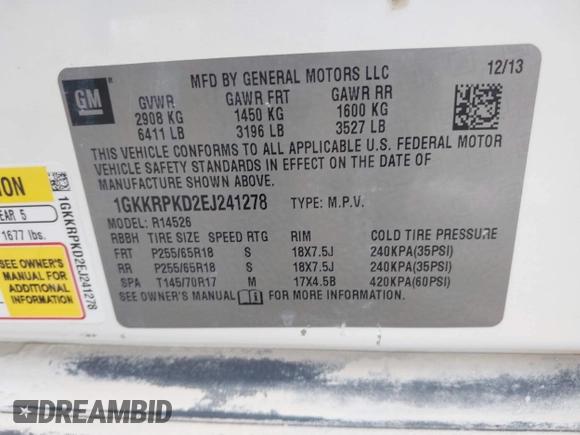 GM
MFD BY GENERAL MOTORS LLC
12/13
GVWR GAWR FRT GAWR RR
2908 KG 1450 KG 1600 KG
6411 LB 3196 LB 3527 LB
THIS VEHICLE CONFORMS TO ALL APPLICABLE U.S. FEDERAL MOTOR
VEHICLE SAFETY STANDARDS IN EFFECT ON THE DATE OF
MANUFACTURE SHOWN ABOVE.
1GKKRPKD2EJ241278 TYPE: M.P.V.
MODEL: R14526
RBBH TIRE SIZE SPEED RTG RIM COLD TIRE PRESSURE
FRT P255/65R18 S 18X7.5J 240KPA(35PSI)
RR P255/65R18 S 18X7.5J 240KPA(35PSI)
SPA T145/70R17 M 17X4.5B 420KPA(60PSI)
SEE OWNER'S MANUAL FOR MORE INFORMATION.
ION
EAR 5
1677 lbs.
SEE OWNER'S
MANUAL FOR
ADDITIONAL
INFORMATION
1GKKRPKD2EJ241278
DREAMBID